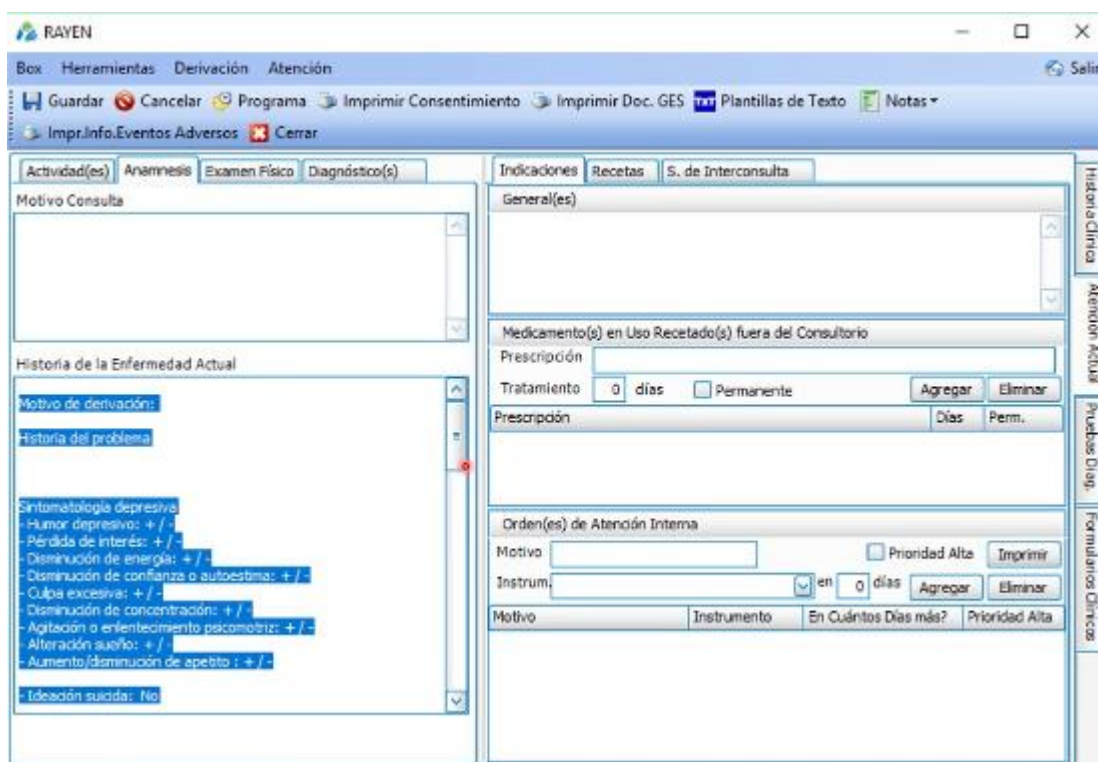 RAYEN
Box Herramientas Derivación Atención
Salir
Guardar Cancelar Programa Imprimir Consentimiento Imprimir Doc. GES Plantillas de Texto Notas
Impr.Info.Eventos Adversos Cerrar
Actividad(es) Anamnesis Examen Físico Diagnóstico(s)
Motivo Consulta
Historia de la Enfermedad Actual
Motivo de derivación:
Historia del problema
Sintomatología depresiva
- Humor depresivo: + / -
- Pérdida de interés: + / -
- Disminución de energía: + / -
- Disminución de confianza o autoestima: + / -
- Culpa excesiva: + / -
- Disminución de concentración: + / -
- Agitación o enlentecimiento psicomotriz: + / -
- Alteración sueño: + / -
- Aumento/disminución de apetito : + / -
- Ideación suicida: No
Indicaciones Recetas S. de Interconsulta
General(es)
Medicamento(s) en Uso Recetado(s) fuera del Consultorio
Prescripción
Tratamiento 0 días Permanente Agregar Eliminar
Prescripción Días Perm.
Orden(es) de Atención Interna
Motivo Prioridad Alta Imprimir
Instrum. en 0 días Agregar Eliminar
Motivo Instrumento En Cuántos Días más? Prioridad Alta
Historia Clínica
Atención Actual
Pruebas Diag.
Formularios Clínicos